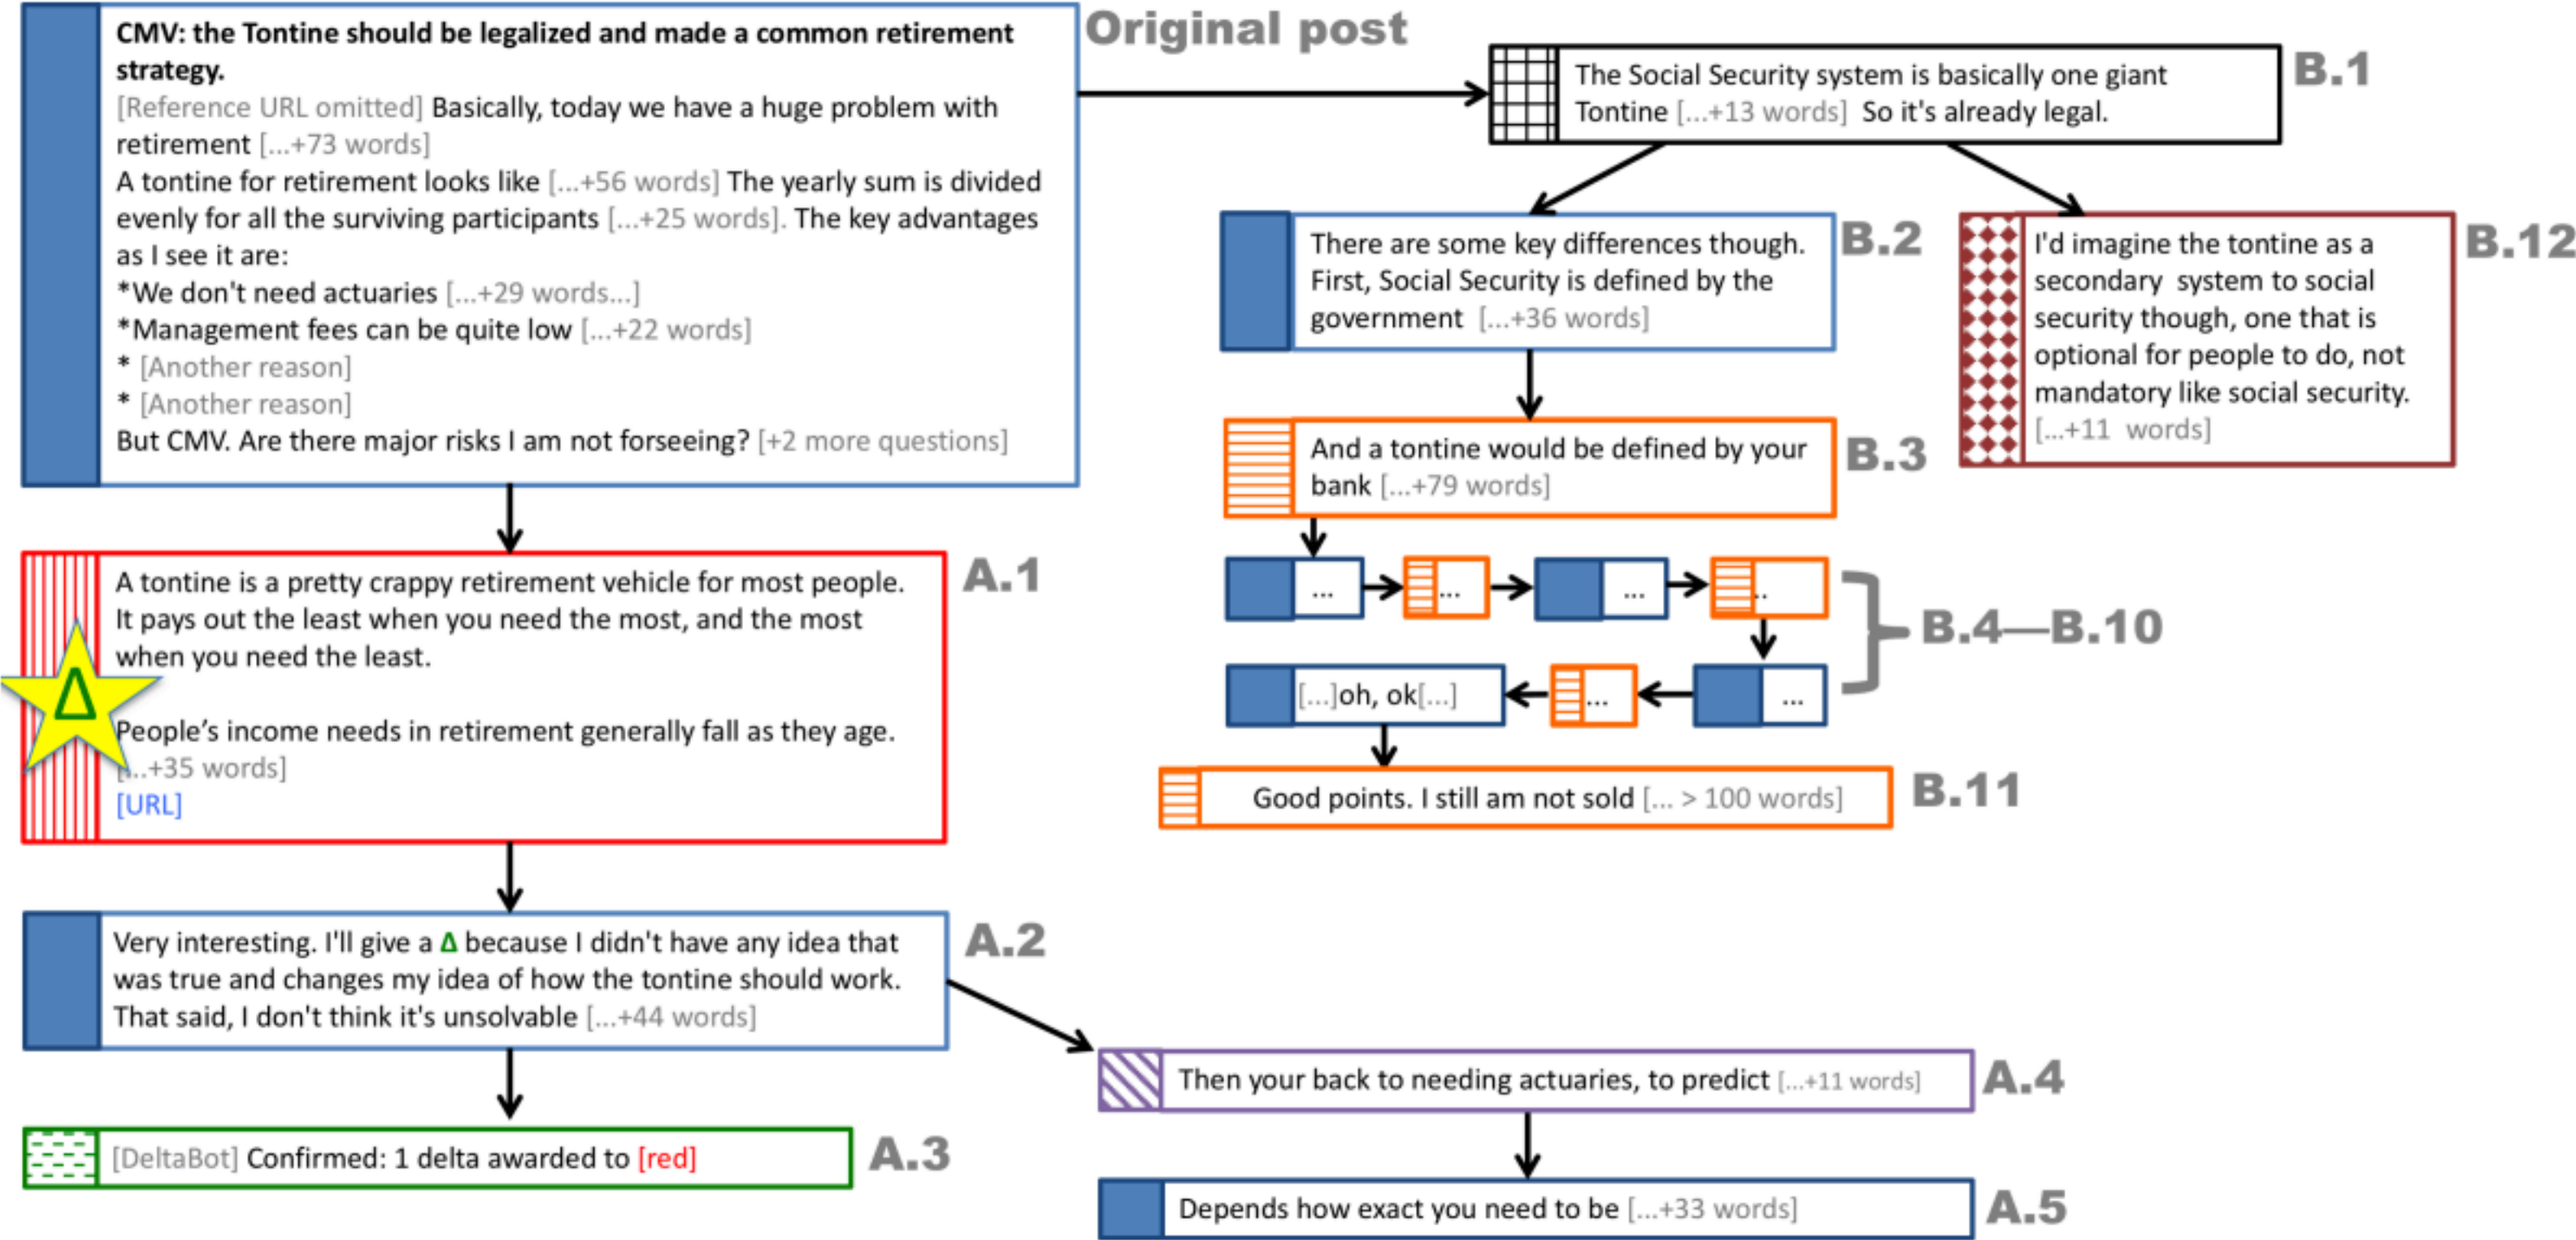 CMV: the Tontine should be legalized and made a common retirement
strategy.
[Reference URL omitted] Basically, today we have a huge problem with
retirement [...+73 words]
A tontine for retirement looks like [...+56 words] The yearly sum is divided
evenly for all the surviving participants [...+25 words]. The key advantages
as I see it are:
*We don't need actuaries [...+29 words...]
*Management fees can be quite low [...+22 words]
* [Another reason]
* [Another reason]
But CMV. Are there major risks I am not forseeing? [+2 more questions]
Original post
The Social Security system is basically one giant
Tontine [...+13 words] So it's already legal.
B.1
There are some key differences though.
First, Social Security is defined by the
government [...+36 words]
B.2
I'd imagine the tontine as a
secondary system to social
security though, one that is
optional for people to do, not
mandatory like social security.
[...+11 words]
B.12
And a tontine would be defined by your
bank [...+79 words]
B.3
...
...
...
..
B.4—B.10
[...]oh, ok[...]
...
...
Good points. I still am not sold [... > 100 words]
B.11
A tontine is a pretty crappy retirement vehicle for most people.
It pays out the least when you need the most, and the most
when you need the least.
Δ
People's income needs in retirement generally fall as they age.
[...+35 words]
[URL]
A.1
Very interesting. I'll give a Δ because I didn't have any idea that
was true and changes my idea of how the tontine should work.
That said, I don't think it's unsolvable [...+44 words]
A.2
[DeltaBot] Confirmed: 1 delta awarded to [red]
A.3
Then your back to needing actuaries, to predict [...+11 words]
A.4
Depends how exact you need to be [...+33 words]
A.5